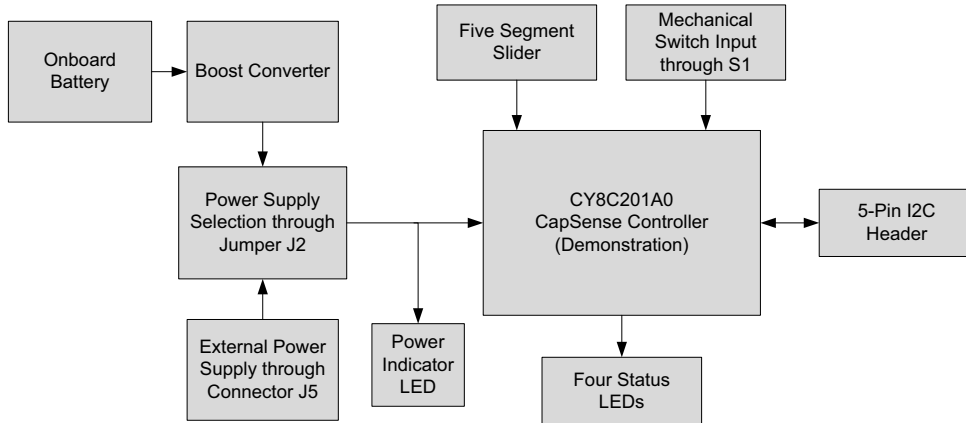 Onboard
Battery
Boost Converter
Five Segment
Slider
Mechanical
Switch Input
through S1
Power Supply
Selection through
Jumper J2
CY8C201A0
CapSense Controller
(Demonstration)
5-Pin I2C
Header
External Power
Supply through
Connector J5
Power
Indicator
LED
Four Status
LEDs